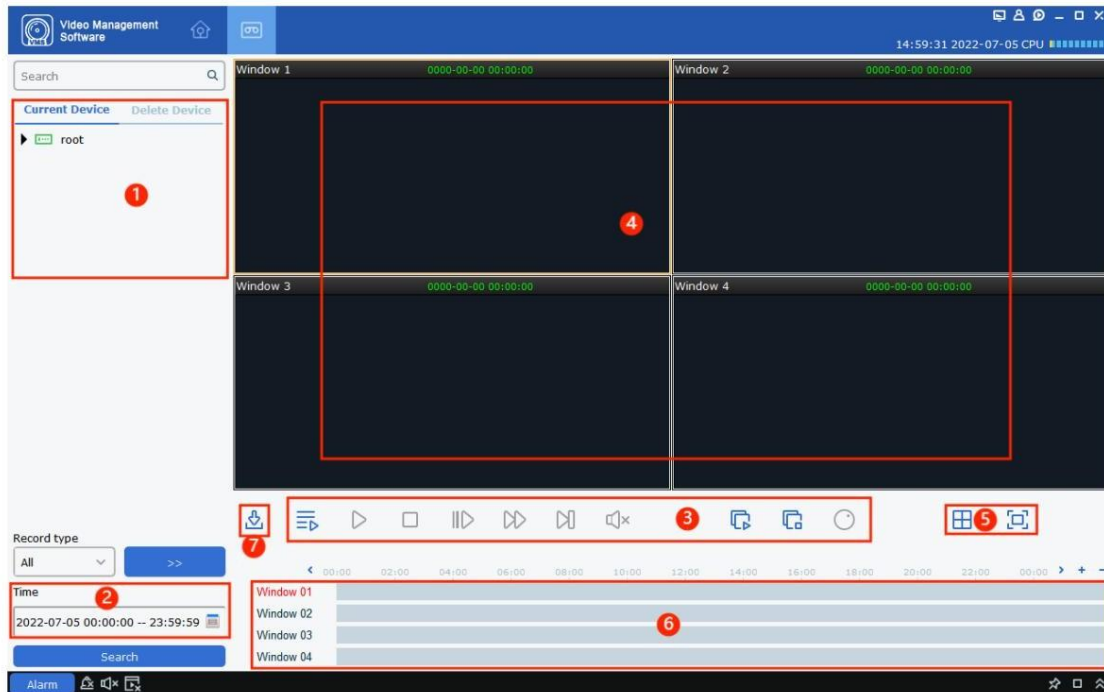 Video Management
Software
14:59:31 2022-07-05 CPU
Search
Current Device Delete Device
root
1
Window 1 0000-00-00 00:00:00
Window 2 0000-00-00 00:00:00
4
Window 3 0000-00-00 00:00:00
Window 4 0000-00-00 00:00:00
3
5
7
Record type
All >>
Time
2
2022-07-05 00:00:00 -- 23:59:59
Search
00:00 02:00 04:00 06:00 08:00 10:00 12:00 14:00 16:00 18:00 20:00 22:00 00:00
Window 01
Window 02
Window 03
Window 04
6
Alarm